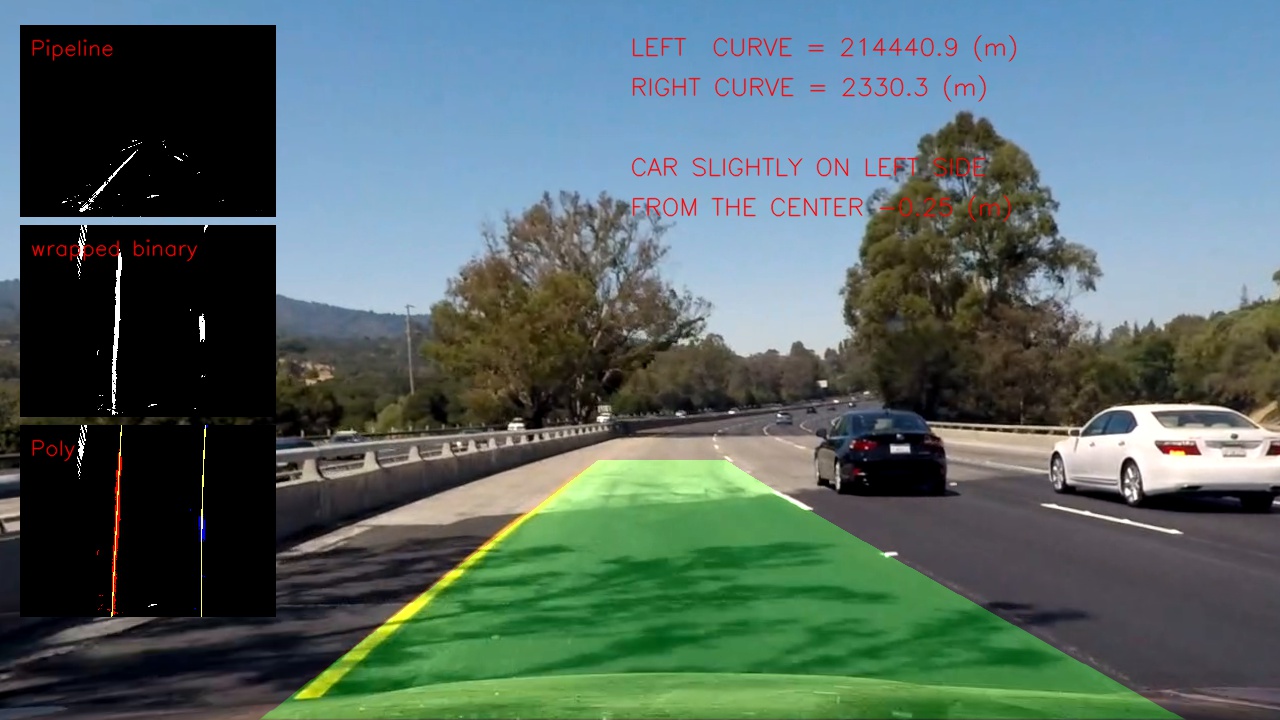 Pipeline
LEFT CURVE = 214440.9 (m)
RIGHT CURVE = 2330.3 (m)
CAR SLIGHTLY ON LEFT SIDE
FROM THE CENTER -0.25 (m)
wrapped binary
Poly